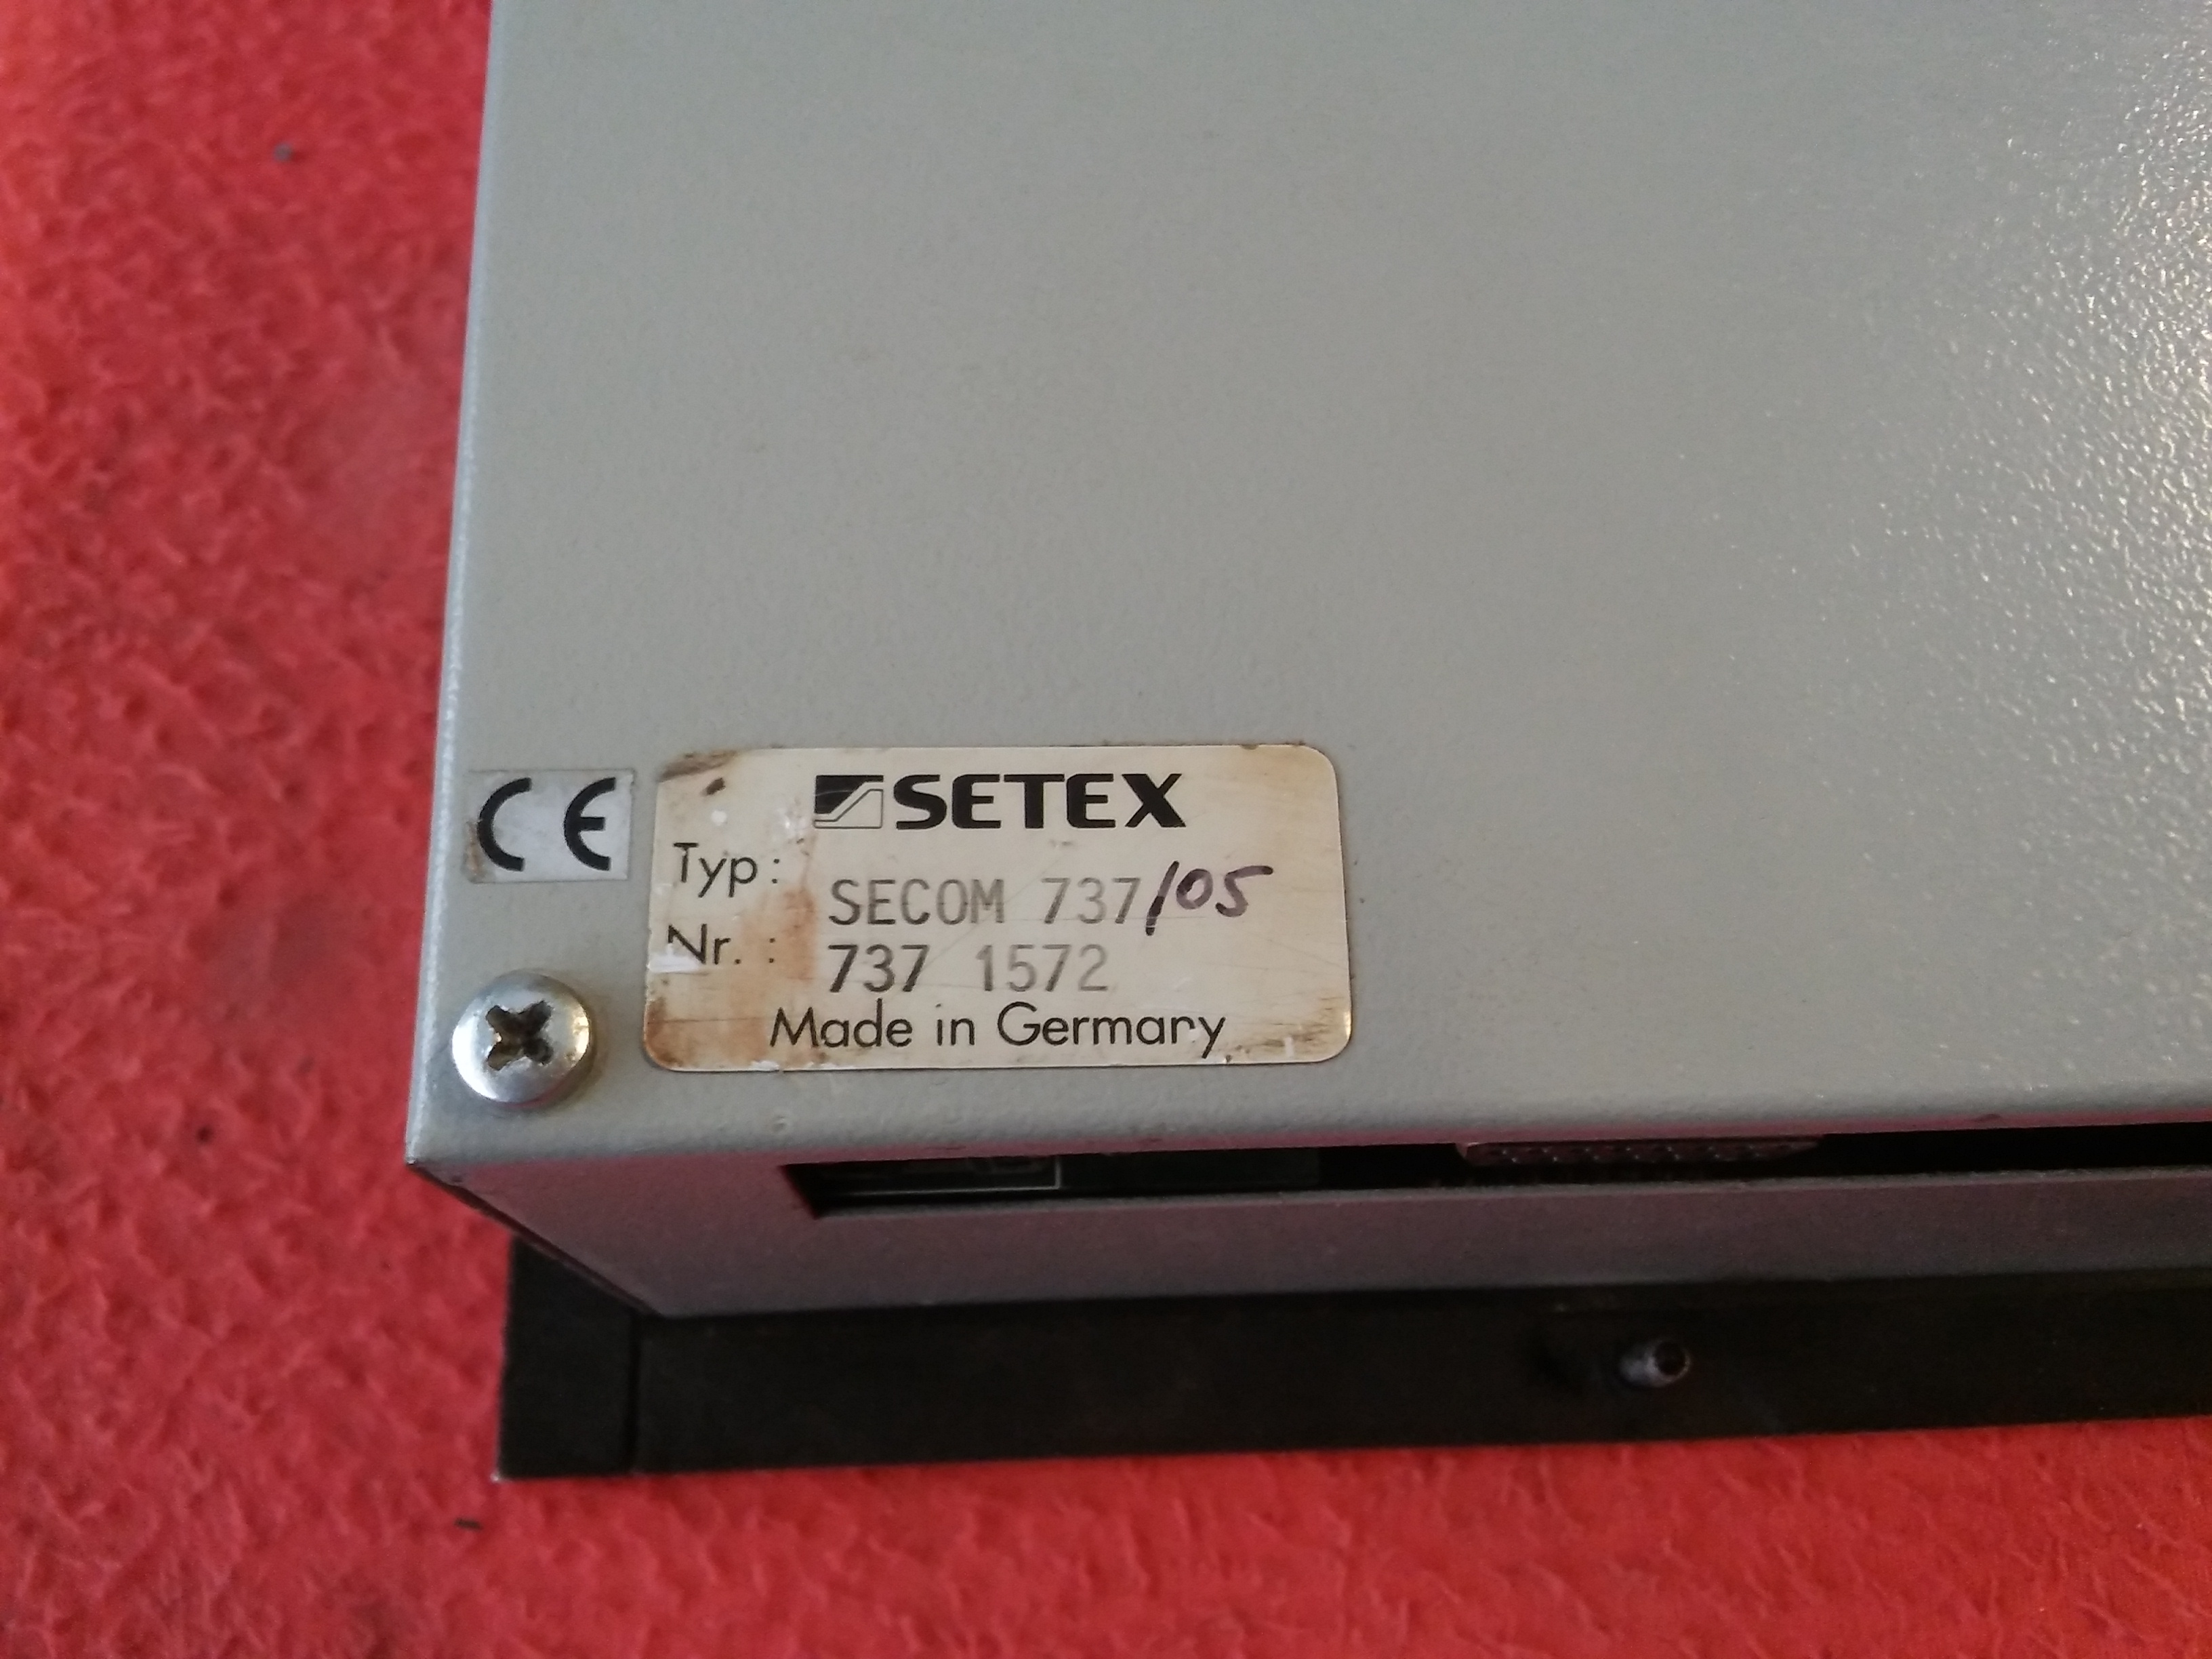 CE
SETEX
Typ: SECOM 737/05
Nr. : 737 1572
Made in Germany